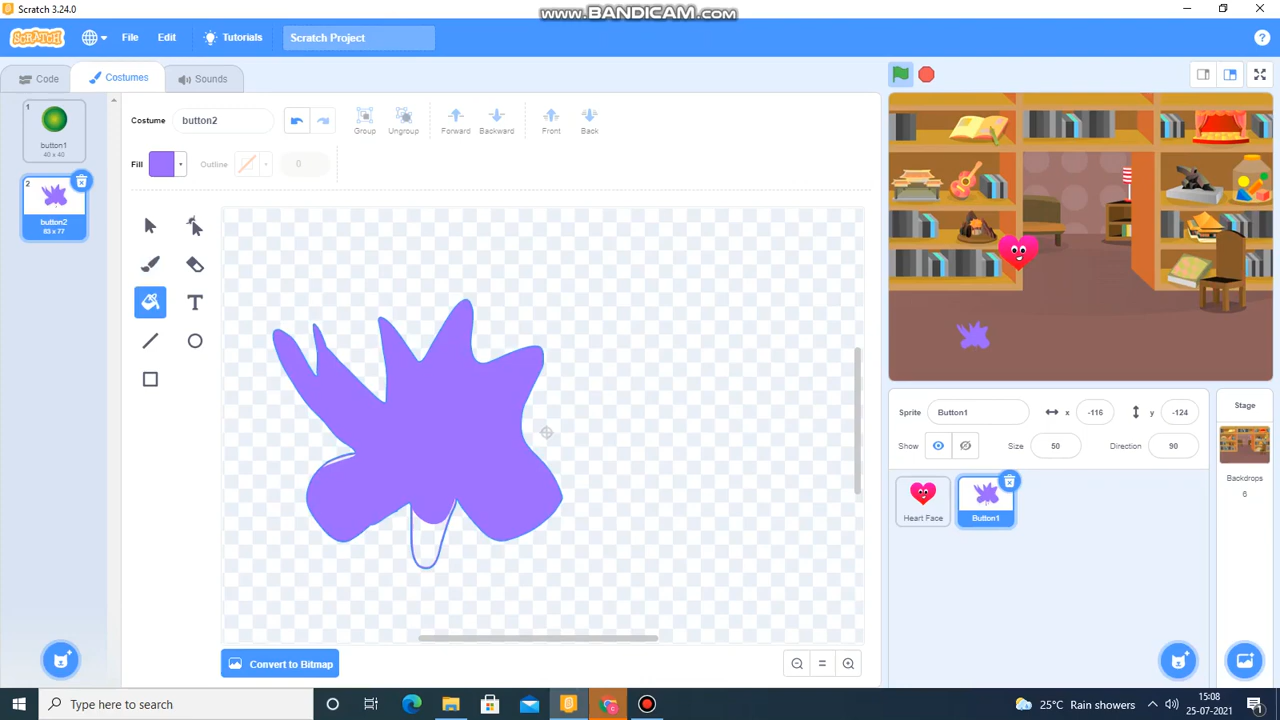 Scratch 3.24.0
www.BANDICAM.com
SCRATCH
File
Edit
Tutorials
Scratch Project
Code
Costumes
Sounds
1
button1
40 x 40
2
button2
83 x 77
Costume
button2
Group
Ungroup
Forward
Backward
Front
Back
Fill
Outline
0
T
Convert to Bitmap
Sprite
Button1
x
-116
y
-124
Show
Size
50
Direction
90
Heart Face
Button1
Stage
Backdrops
6
Type here to search
25°C Rain showers
15:08
25-07-2021
1